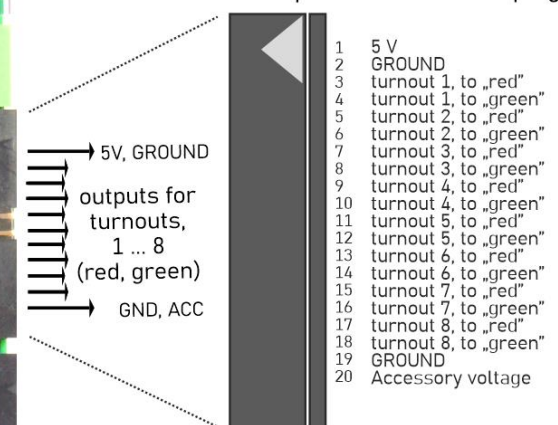 5V, GROUND
outputs for
turnouts,
1 ... 8
(red, green)
GND, ACC
1 5 V
2 GROUND
3 turnout 1, to „red”
4 turnout 1, to „green”
5 turnout 2, to „red”
6 turnout 2, to „green”
7 turnout 3, to „red”
8 turnout 3, to „green”
9 turnout 4, to „red”
10 turnout 4, to „green”
11 turnout 5, to „red”
12 turnout 5, to „green”
13 turnout 6, to „red”
14 turnout 6, to „green”
15 turnout 7, to „red”
16 turnout 7, to „green”
17 turnout 8, to „red”
18 turnout 8, to „green”
19 GROUND
20 Accessory voltage